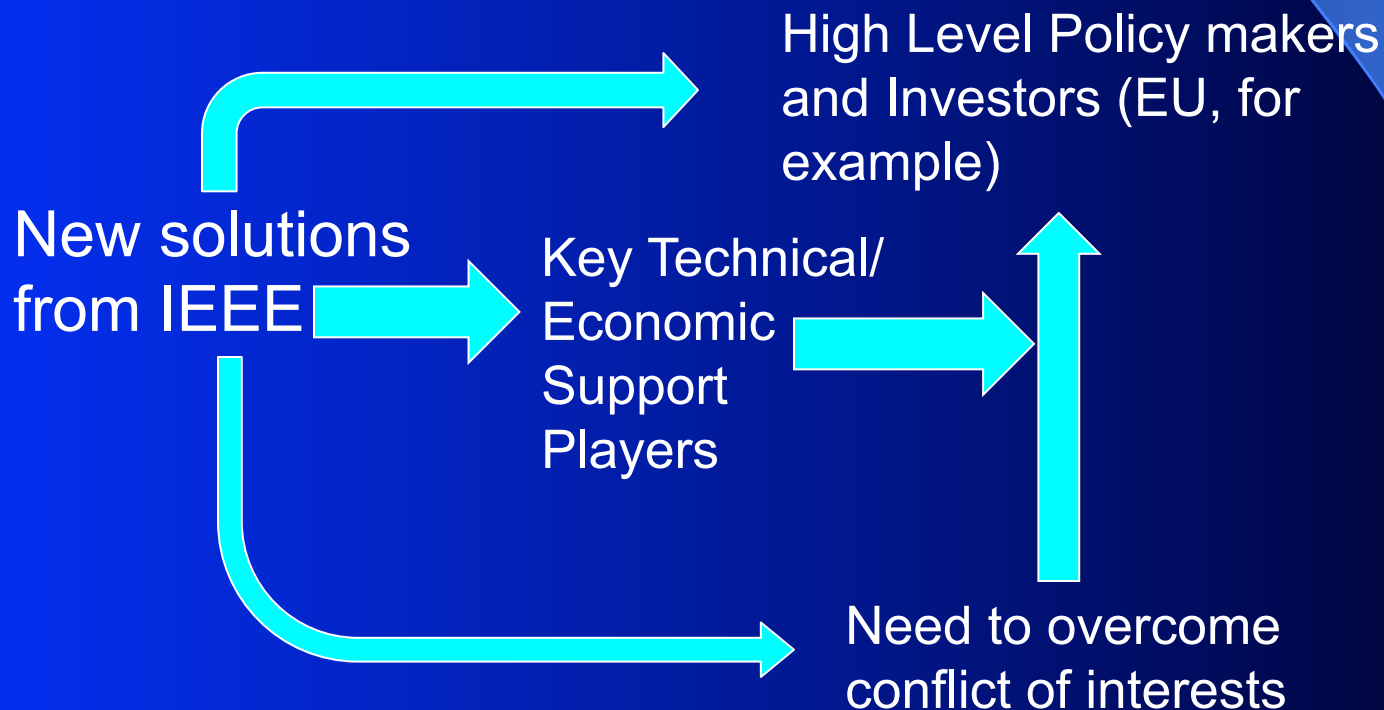 High Level Policy makers
and Investors (EU, for
example)
New solutions
from IEEE
Key Technical/
Economic
Support
Players
Need to overcome
conflict of interests